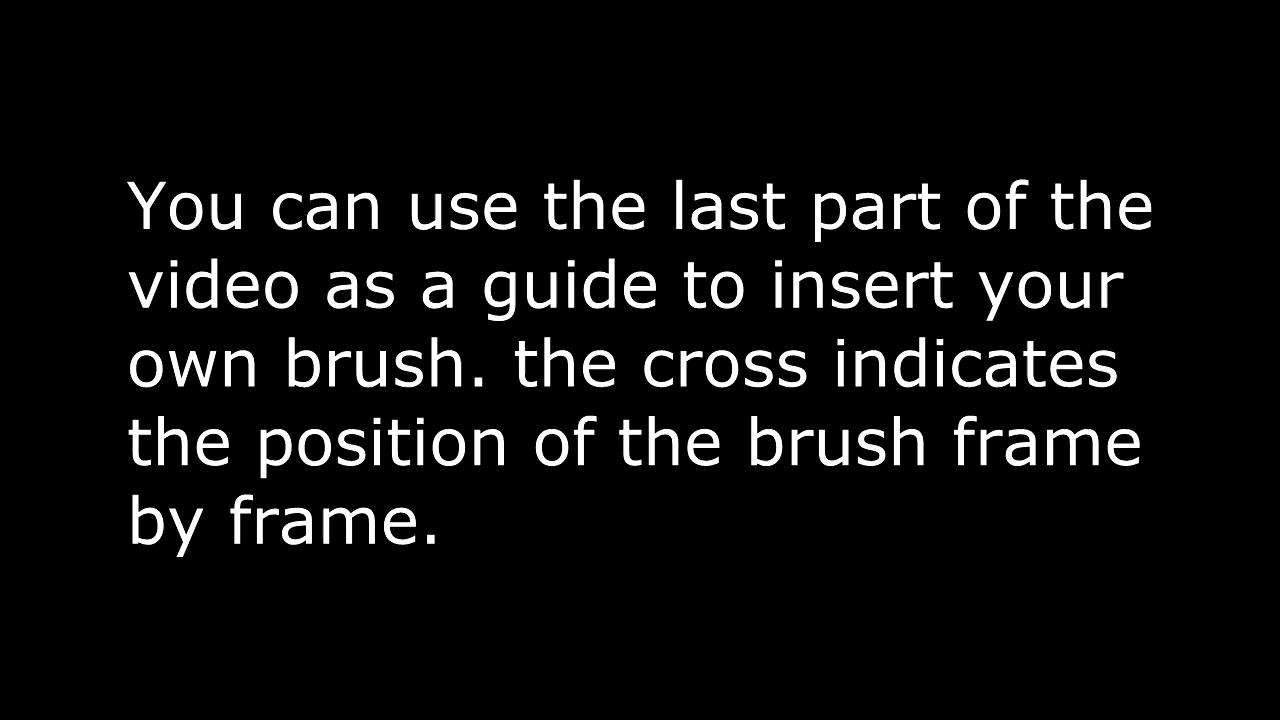 You can use the last part of the
video as a guide to insert your
own brush. the cross indicates
the position of the brush frame
by frame.